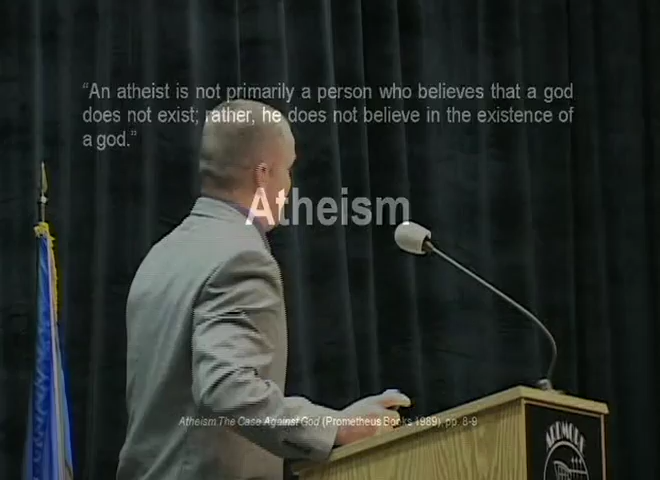 “An atheist is not primarily a person who believes that a god
does not exist; rather, he does not believe in the existence of
a god.”
Atheism
Atheism The Case Against God (Prometheus Books 1989) pp. 8-9